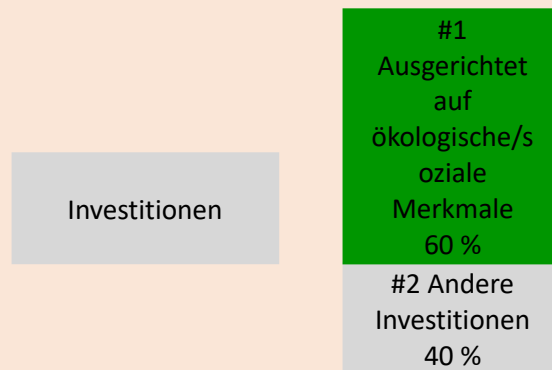 Investitionen
#1
Ausgerichtet
auf
ökologische/s
oziale
Merkmale
60 %
#2 Andere
Investitionen
40 %